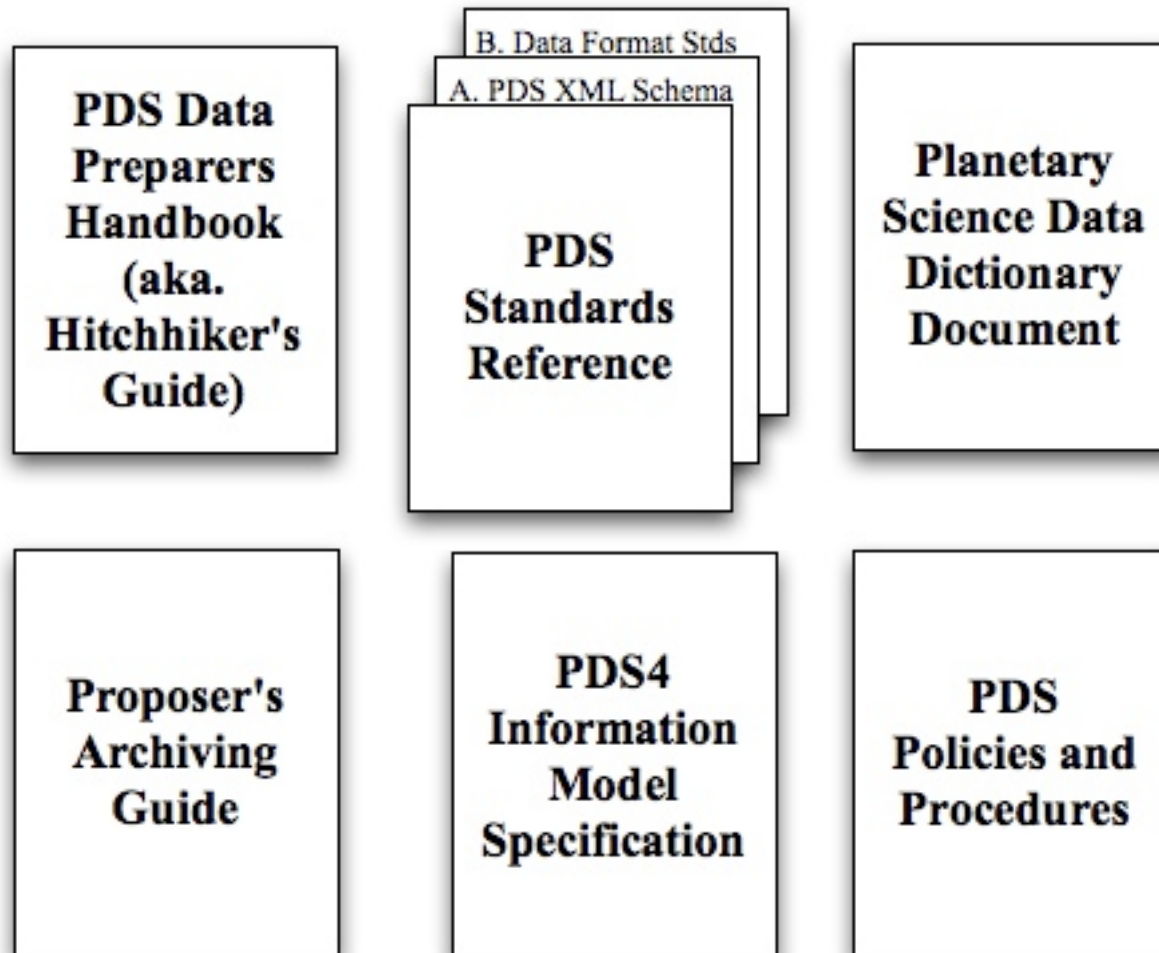 PDS Data
Preparers
Handbook
(aka.
Hitchhiker's
Guide)
B. Data Format Stds
A. PDS XML Schema
PDS
Standards
Reference
Planetary
Science Data
Dictionary
Document
Proposer's
Archiving
Guide
PDS4
Information
Model
Specification
PDS
Policies and
Procedures